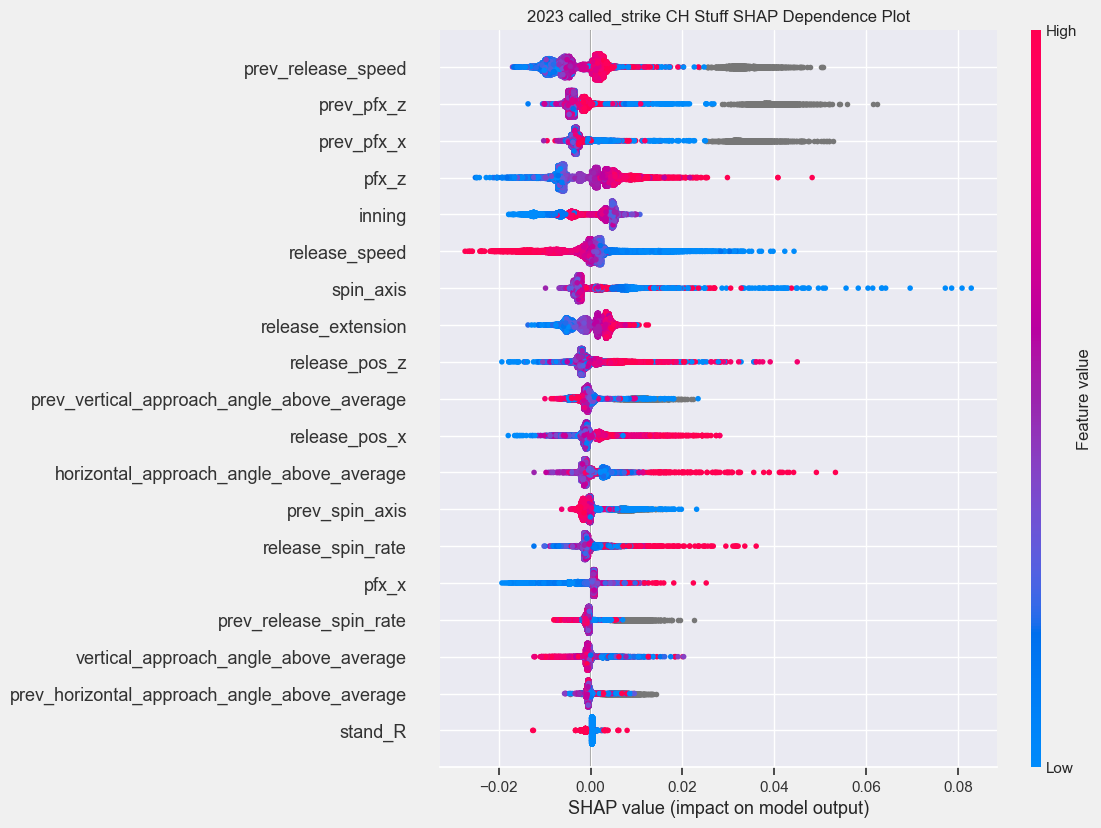 2023 called_strike CH Stuff SHAP Dependence Plot
prev_release_speed
prev_pfx_z
prev_pfx_x
pfx_z
inning
release_speed
spin_axis
release_extension
release_pos_z
prev_vertical_approach_angle_above_average
release_pos_x
horizontal_approach_angle_above_average
prev_spin_axis
release_spin_rate
pfx_x
prev_release_spin_rate
vertical_approach_angle_above_average
prev_horizontal_approach_angle_above_average
stand_R
−0.02 0.00 0.02 0.04 0.06 0.08
SHAP value (impact on model output)
High
Feature value
Low